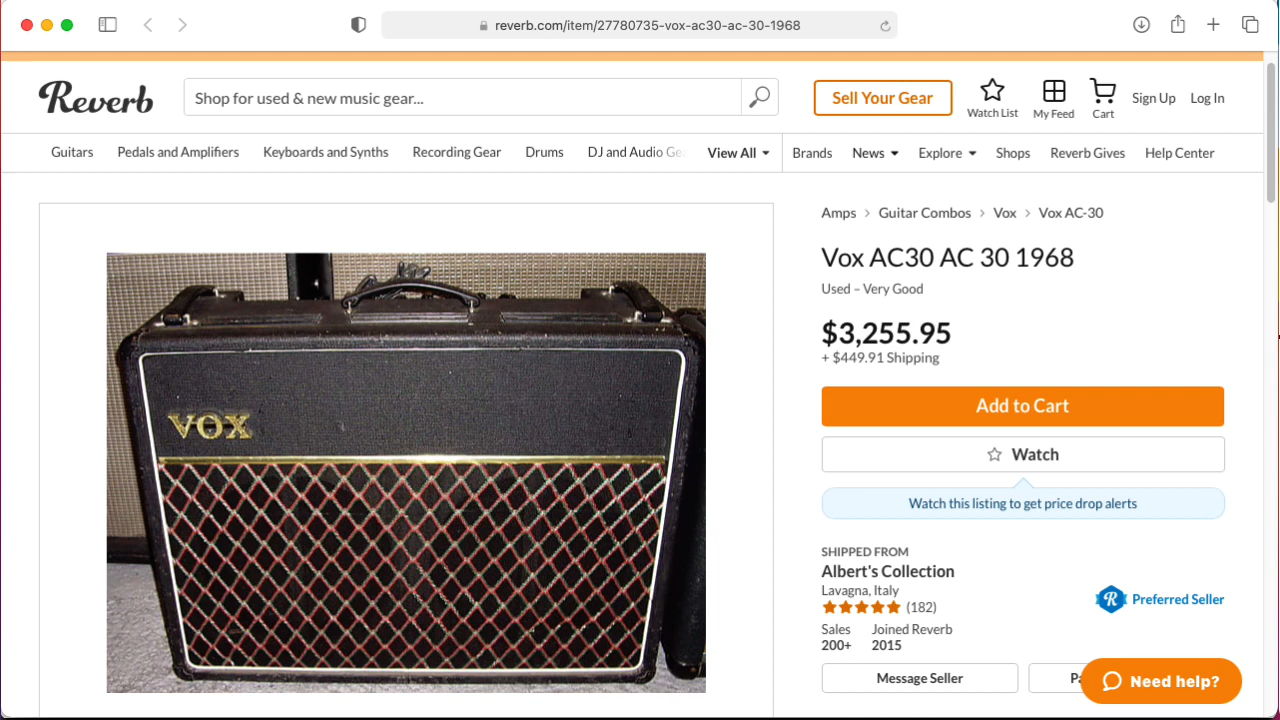 reverb.com/item/27780735-vox-ac30-ac-30-1968
Reverb
Shop for used & new music gear...
Sell Your Gear
Watch List
My Feed
Cart
Sign Up
Log In
Guitars
Pedals and Amplifiers
Keyboards and Synths
Recording Gear
Drums
DJ and Audio
View All
Brands
News
Explore
Shops
Reverb Gives
Help Center
VOX
Amps > Guitar Combos > Vox > Vox AC-30
Vox AC30 AC 30 1968
Used – Very Good
$3,255.95
+ $449.91 Shipping
Add to Cart
Watch
Watch this listing to get price drop alerts
SHIPPED FROM
Albert's Collection
Lavagna, Italy
(182)
R Preferred Seller
Sales
200+
Joined Reverb
2015
Message Seller
Need help?